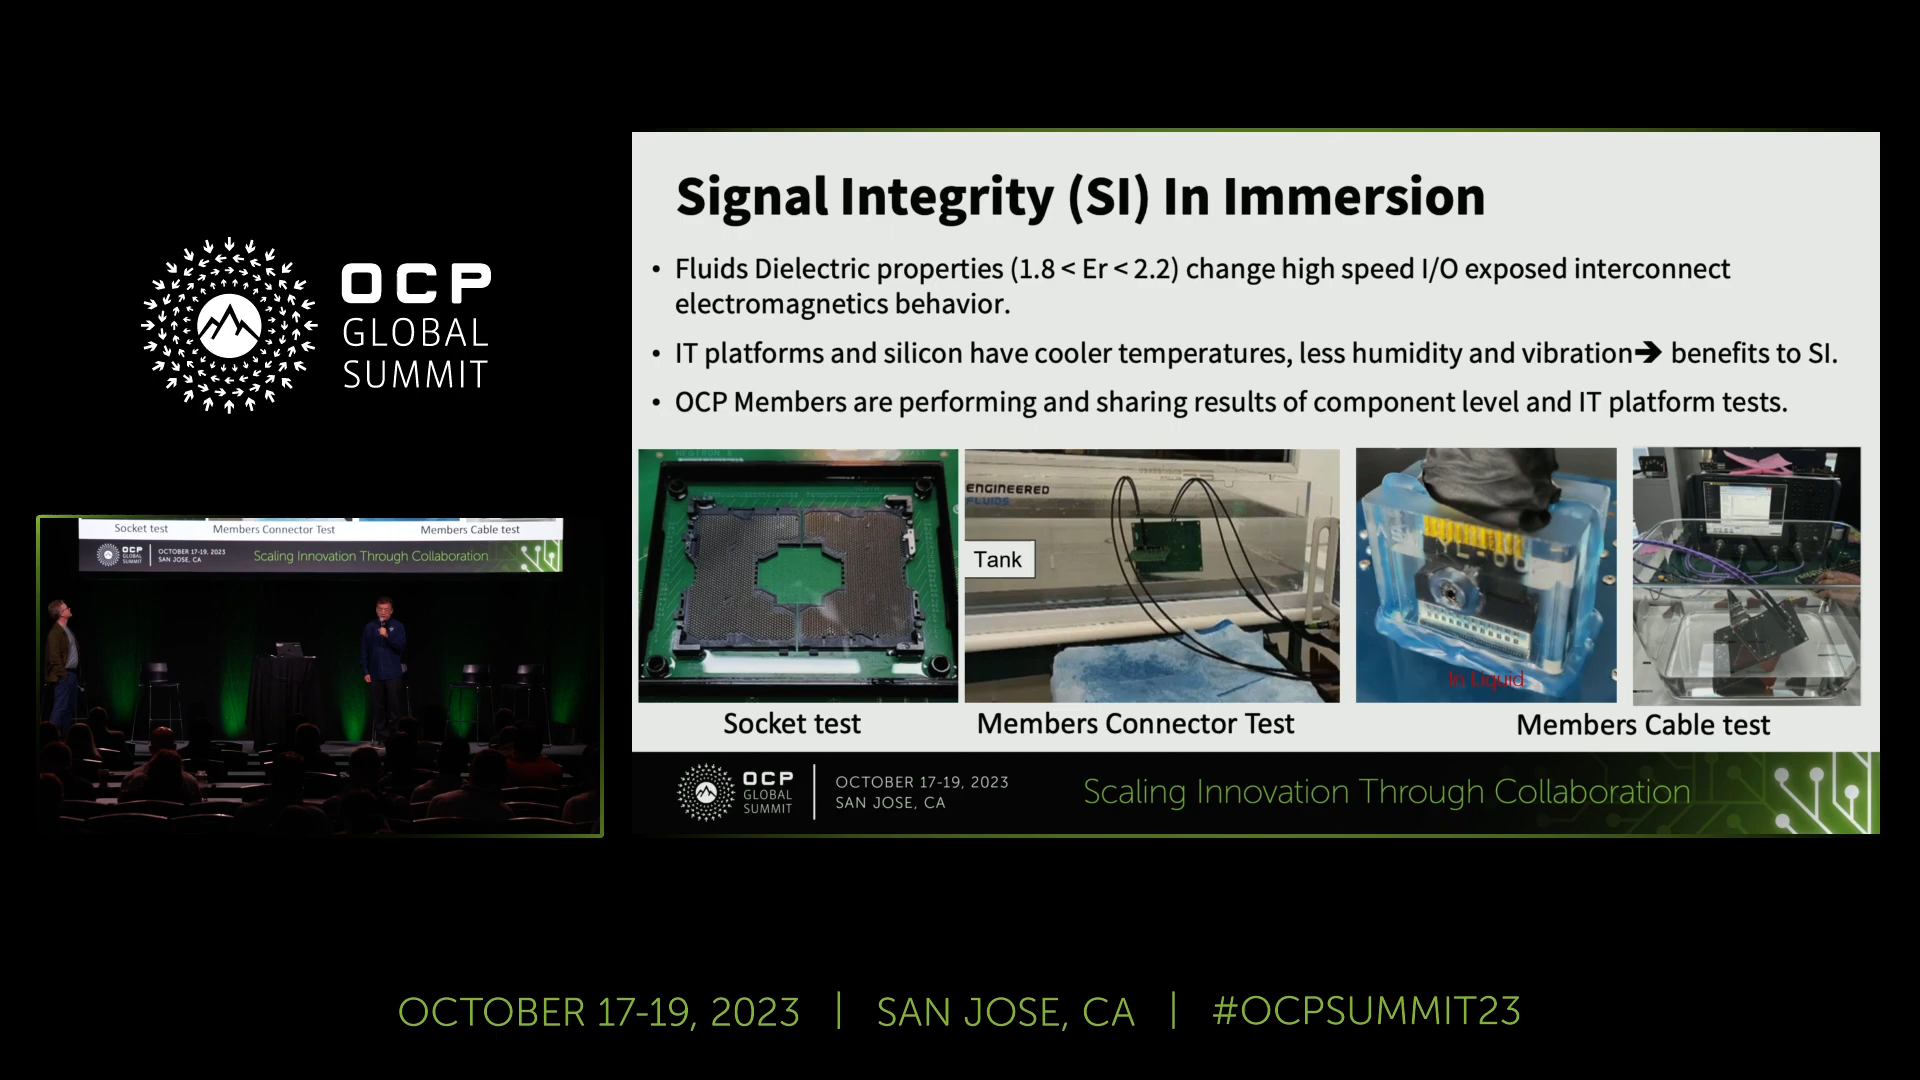 OCP
GLOBAL
SUMMIT
Socket test
Members Connector Test
Members Cable test
OCP
GLOBAL
SUMMIT
OCTOBER 17-19, 2023
SAN JOSE, CA
Scaling Innovation Through Collaboration
Signal Integrity (SI) In Immersion
• Fluids Dielectric properties (1.8 < Er < 2.2) change high speed I/O exposed interconnect
electromagnetics behavior.
• IT platforms and silicon have cooler temperatures, less humidity and vibration➔ benefits to SI.
• OCP Members are performing and sharing results of component level and IT platform tests.
ENGINEERED
FLUIDS
Tank
In Liquid
Socket test
Members Connector Test
Members Cable test
OCP
GLOBAL
SUMMIT
OCTOBER 17-19, 2023
SAN JOSE, CA
Scaling Innovation Through Collaboration
OCTOBER 17-19, 2023 | SAN JOSE, CA | #OCPSUMMIT23